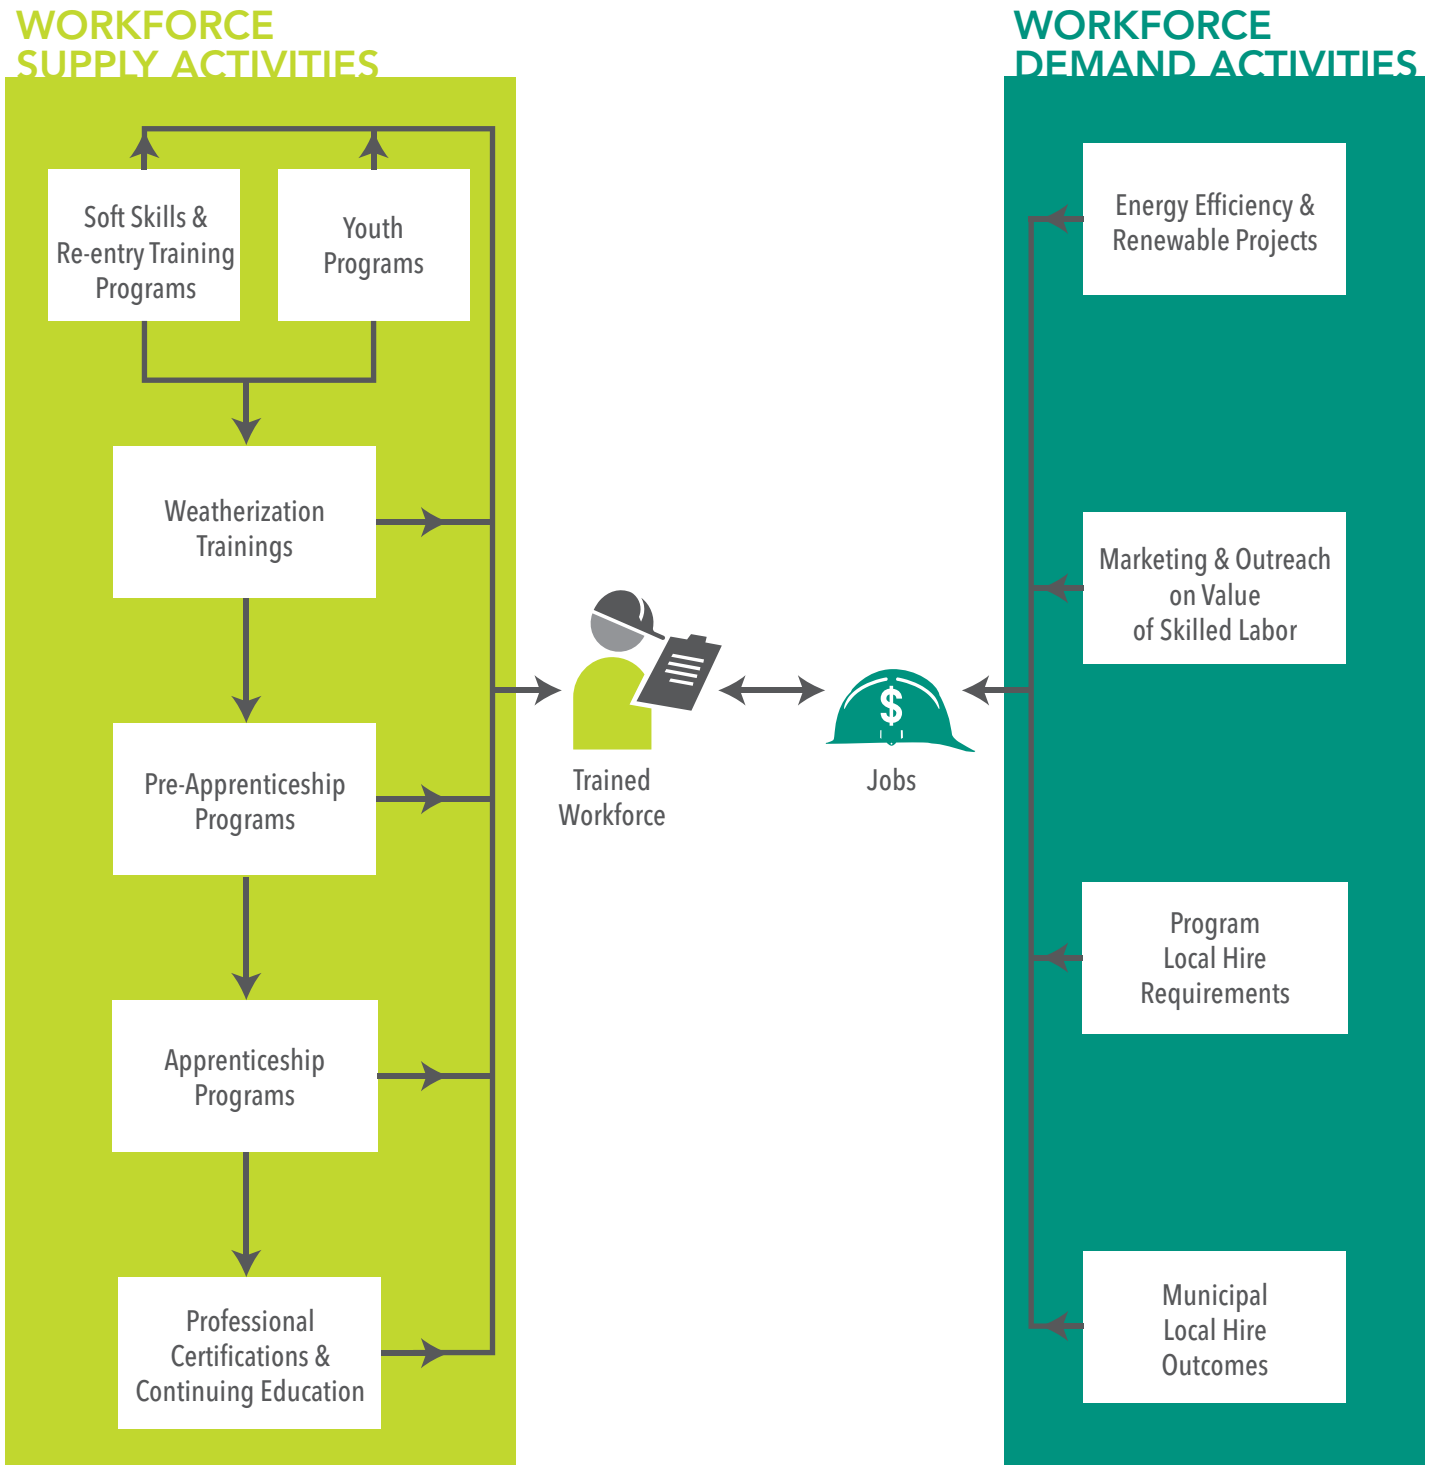 WORKFORCE
SUPPLY ACTIVITIES
Soft Skills &
Re-entry Training
Programs
Youth
Programs
Weatherization
Trainings
Pre-Apprenticeship
Programs
Apprenticeship
Programs
Professional
Certifications &
Continuing Education
Trained
Workforce
$
Jobs
WORKFORCE
DEMAND ACTIVITIES
Energy Efficiency &
Renewable Projects
Marketing & Outreach
on Value
of Skilled Labor
Program
Local Hire
Requirements
Municipal
Local Hire
Outcomes